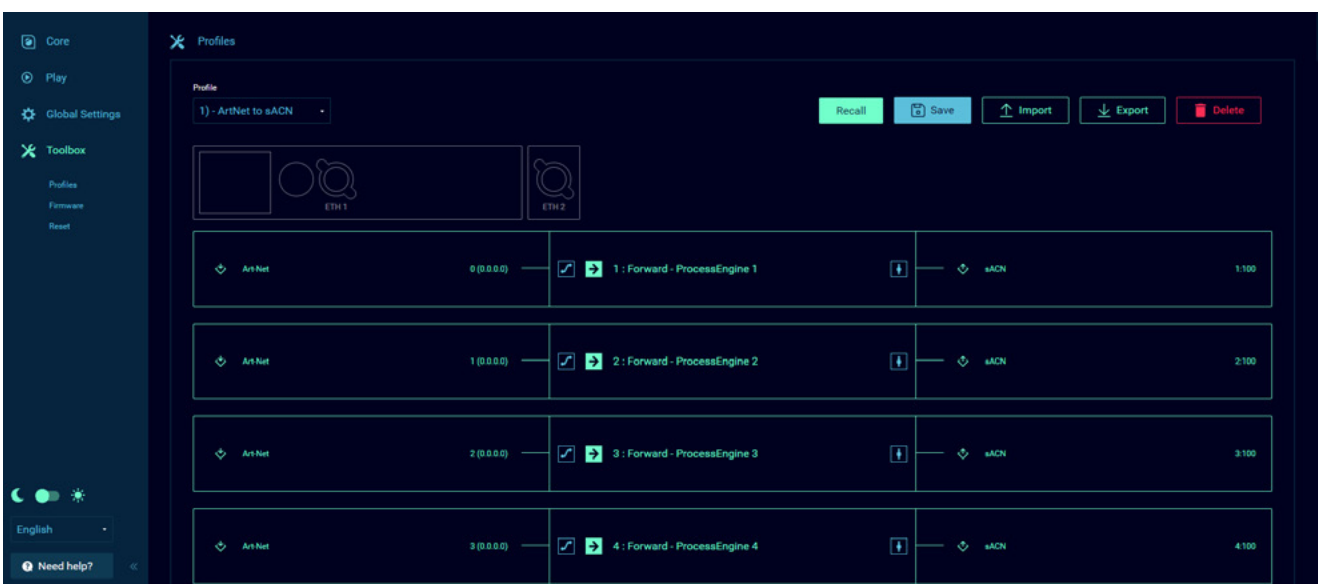 Core
Play
Global Settings
Toolbox
Profiles
Firmware
Reset
English
Need help?
Profiles
Profile
1) - ArtNet to sACN
Recall
Save
Import
Export
Delete
ETH 1
ETH 2
Art-Net 0 (0.0.0.0) 1 : Forward - ProcessEngine 1 sACN 1:100
Art-Net 1 (0.0.0.0) 2 : Forward - ProcessEngine 2 sACN 2:100
Art-Net 2 (0.0.0.0) 3 : Forward - ProcessEngine 3 sACN 3:100
Art-Net 3 (0.0.0.0) 4 : Forward - ProcessEngine 4 sACN 4:100